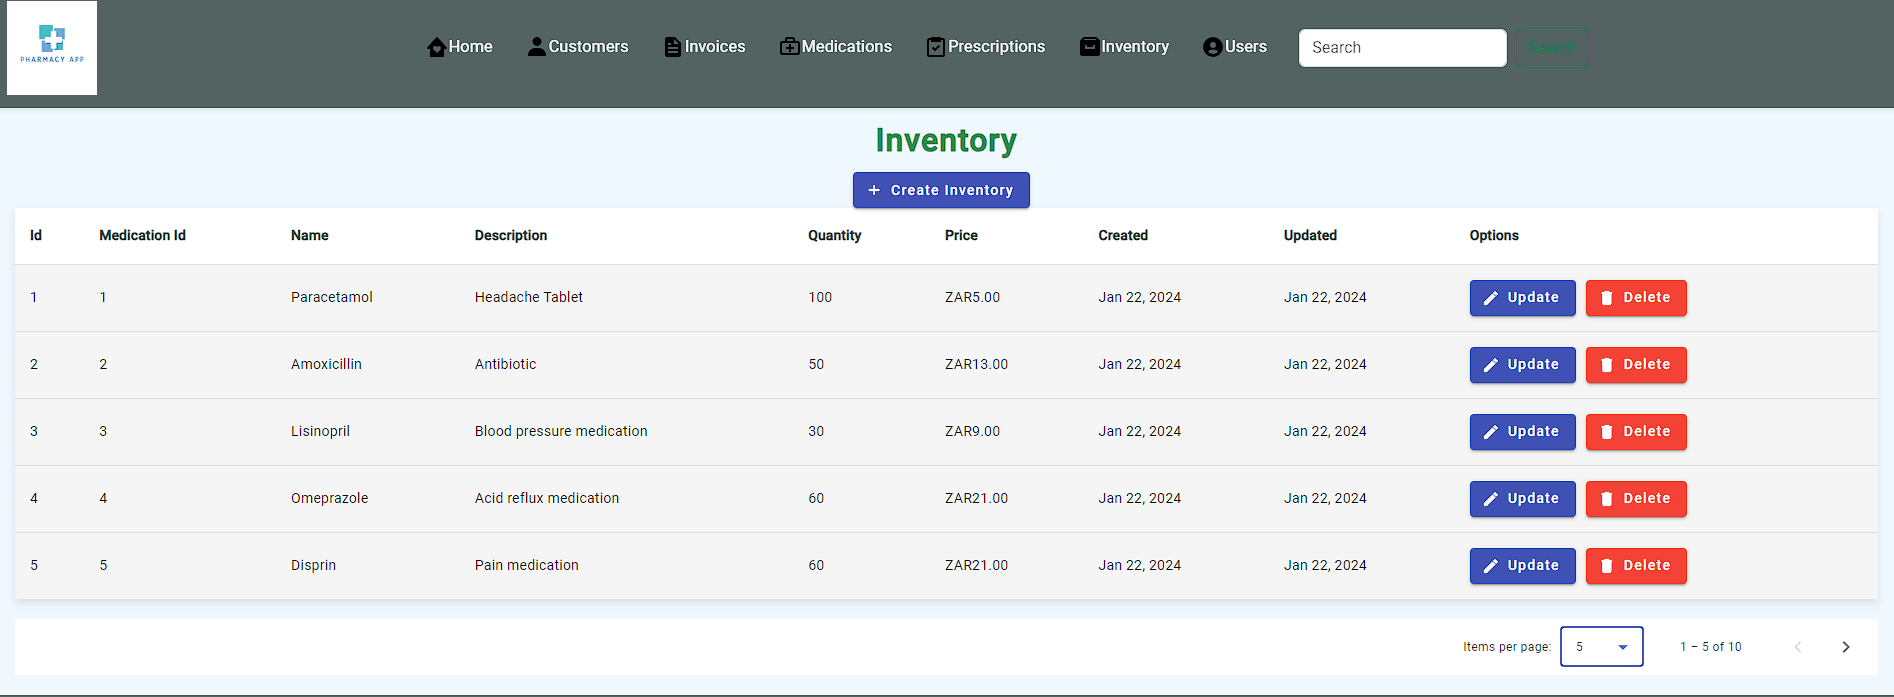 PHARMACY APP
Home Customers Invoices Medications Prescriptions Inventory Users Search Search
Inventory
+ Create Inventory
Id Medication Id Name Description Quantity Price Created Updated Options
1 1 Paracetamol Headache Tablet 100 ZAR5.00 Jan 22, 2024 Jan 22, 2024 Update Delete
2 2 Amoxicillin Antibiotic 50 ZAR13.00 Jan 22, 2024 Jan 22, 2024 Update Delete
3 3 Lisinopril Blood pressure medication 30 ZAR9.00 Jan 22, 2024 Jan 22, 2024 Update Delete
4 4 Omeprazole Acid reflux medication 60 ZAR21.00 Jan 22, 2024 Jan 22, 2024 Update Delete
5 5 Disprin Pain medication 60 ZAR21.00 Jan 22, 2024 Jan 22, 2024 Update Delete
Items per page: 5 1 – 5 of 10